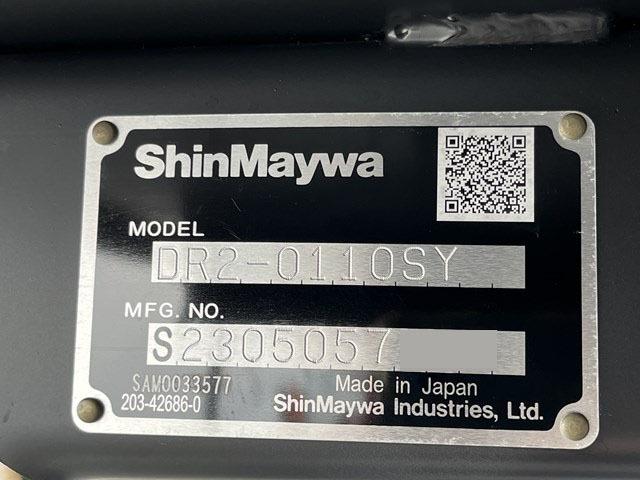 ShinMaywa
MODEL
DR2-0110SY
MFG. NO.
S2305057
SAM0033577
Made in Japan
203-42686-0
ShinMaywa Industries, Ltd.